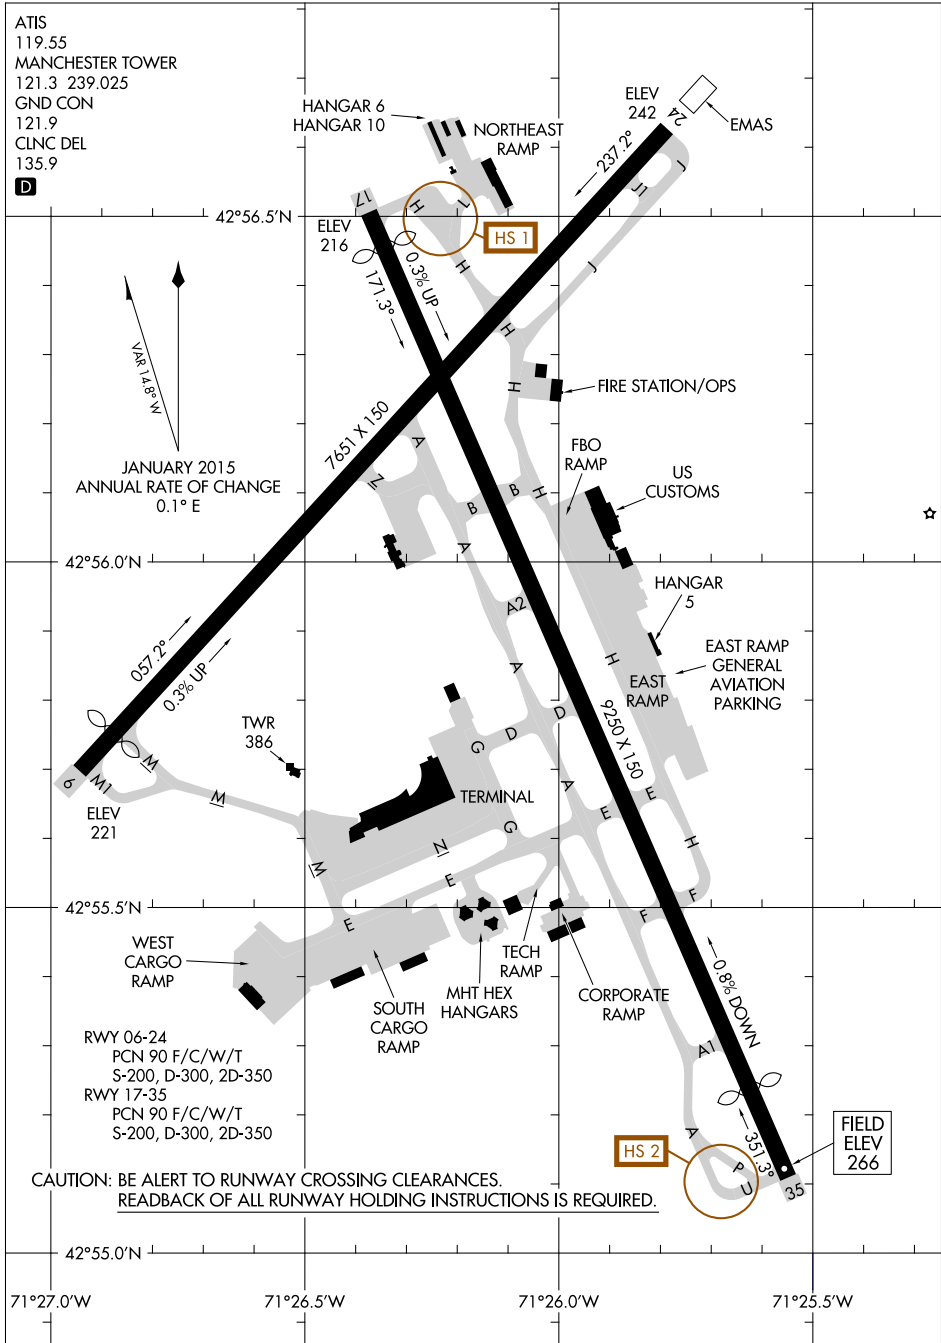 ATIS
119.55
MANCHESTER TOWER
121.3 239.025
GND CON
121.9
CLNC DEL
135.9
D
HANGAR 6
HANGAR 10
NORTHEAST
RAMP
ELEV
242
24
EMAS
237.2°
J
J1
J
17
H
L
HS 1
42°56.5'N
ELEV
216
171.3°
0.3% UP
H
H
H
VAR 14.8° W
JANUARY 2015
ANNUAL RATE OF CHANGE
0.1° E
FIRE STATION/OPS
7651 X 150
A
Z
B
B
H
A
FBO
RAMP
US
CUSTOMS
42°56.0'N
A2
HANGAR
5
057.2°
0.3% UP
A
H
EAST
RAMP
EAST RAMP
GENERAL
AVIATION
PARKING
TWR
386
G
D
D
9250 X 150
6
M1
M
M
ELEV
221
TERMINAL
A
E
E
G
M
N
E
H
F
F
E
42°55.5'N
WEST
CARGO
RAMP
SOUTH
CARGO
RAMP
MHT HEX
HANGARS
TECH
RAMP
CORPORATE
RAMP
0.8% DOWN
RWY 06-24
PCN 90 F/C/W/T
S-200, D-300, 2D-350
RWY 17-35
PCN 90 F/C/W/T
S-200, D-300, 2D-350
A1
A
351.3°
FIELD
ELEV
266
HS 2
P
U
35
CAUTION: BE ALERT TO RUNWAY CROSSING CLEARANCES.
READBACK OF ALL RUNWAY HOLDING INSTRUCTIONS IS REQUIRED.
42°55.0'N
71°27.0'W
71°26.5'W
71°26.0'W
71°25.5'W